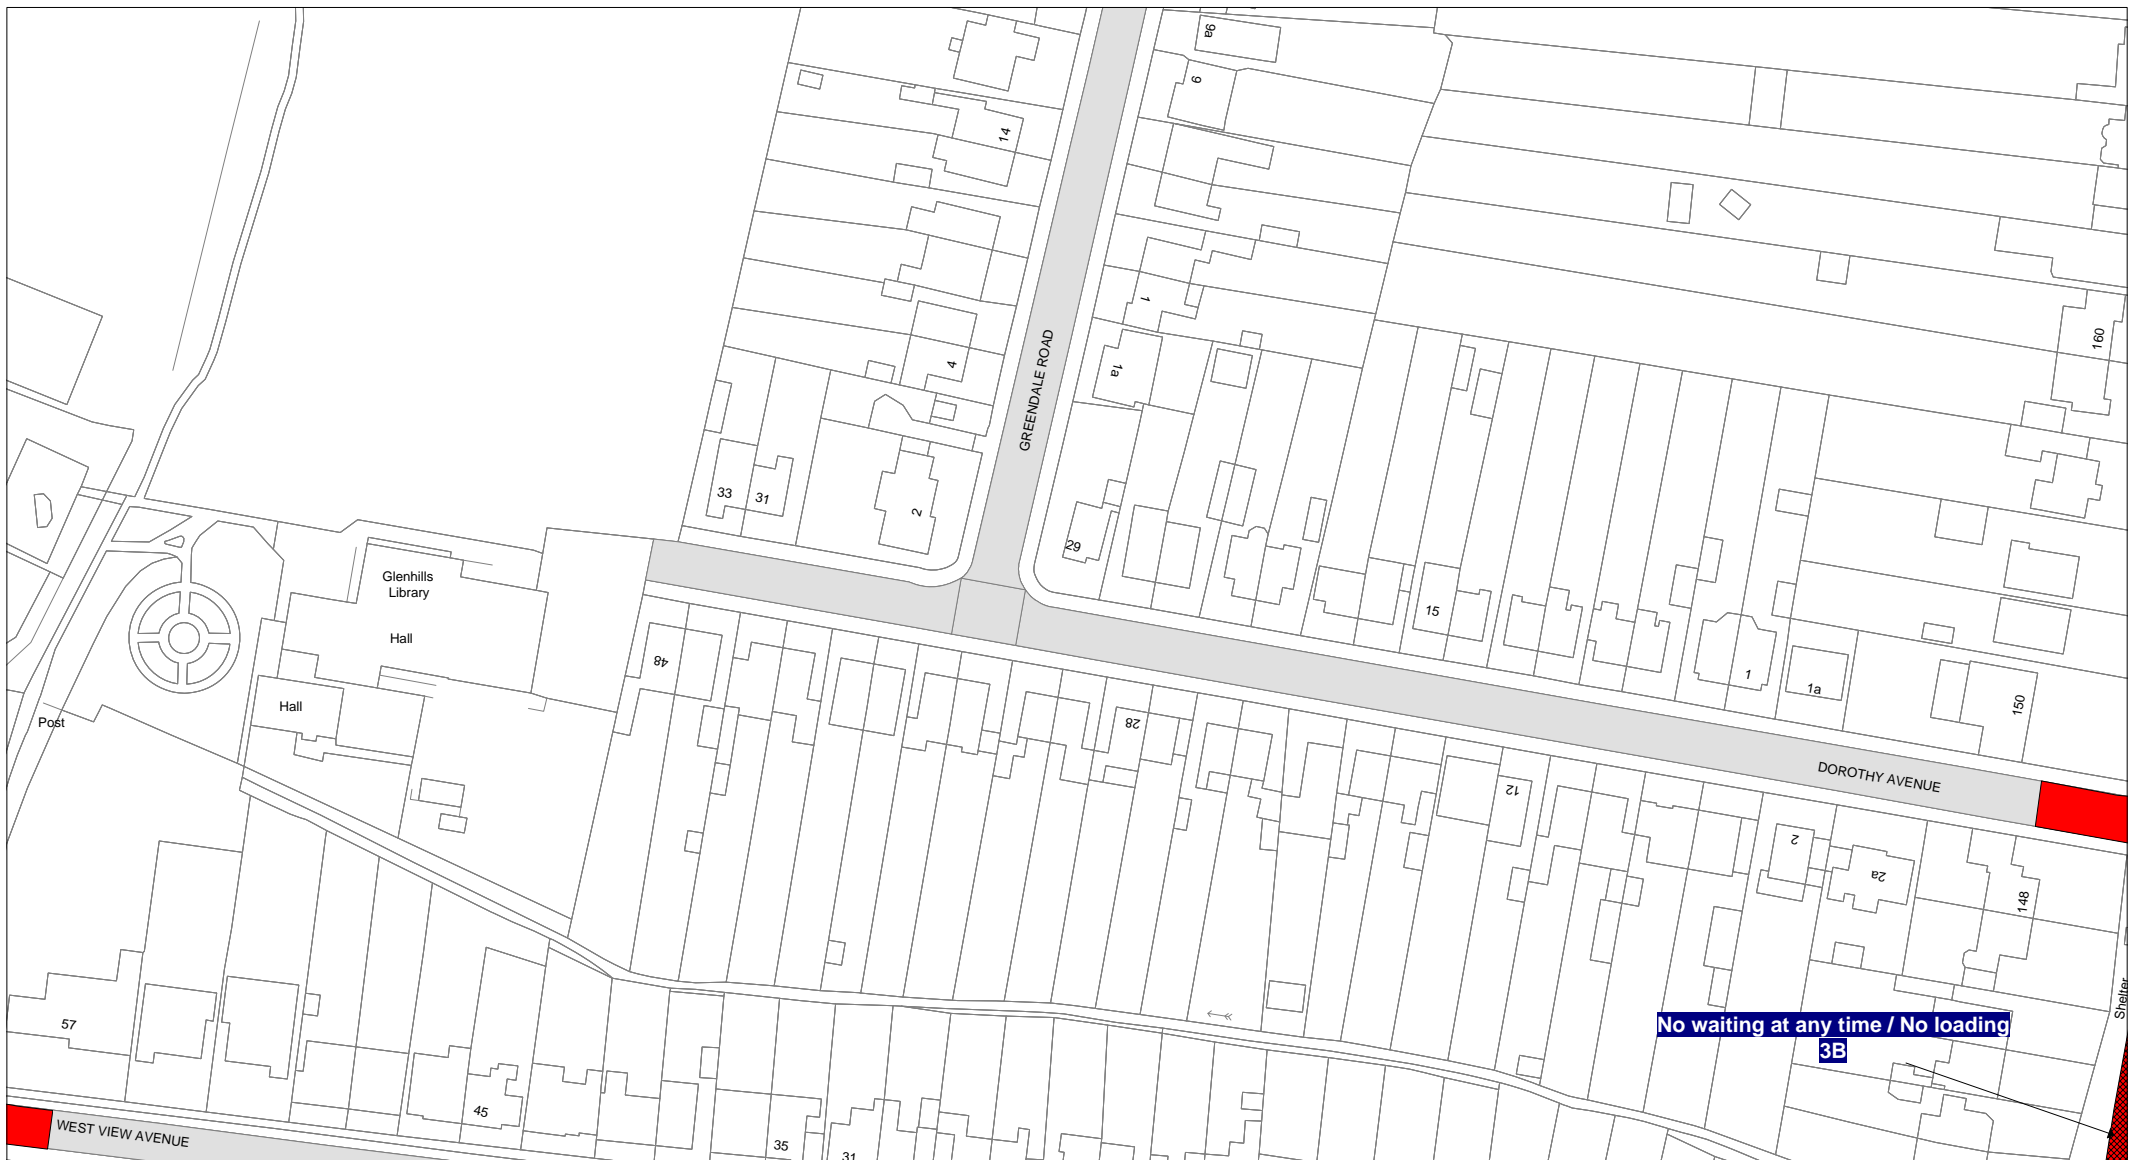 9a
9
14
GREENDALE ROAD
1
160
4
1a
33
31
2
29
Glenhills
Library
Hall
15
48
1
1a
Hall
150
Post
28
DOROTHY AVENUE
12
2
2a
148
Shelter
No waiting at any time / No loading
3B
57
45
WEST VIEW AVENUE
35
31